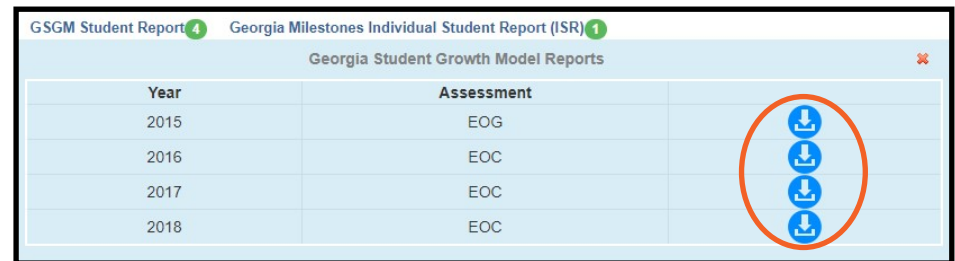 GSGM Student Report 4 Georgia Milestones Individual Student Report (ISR) 1
Georgia Student Growth Model Reports
Year Assessment
2015 EOG
2016 EOC
2017 EOC
2018 EOC